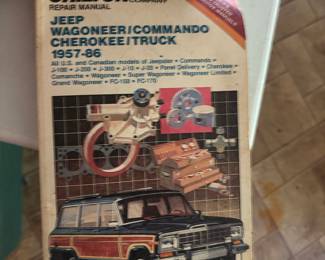 COMPANY
REPAIR MANUAL
JEEP
WAGONEER/COMMANDO
CHEROKEE/TRUCK
1957-86
All U.S. and Canadian models of Jeepster • Commando •
J-100 • J-200 • J-300 • J-10 • J-20 • Panel Delivery • Cherokee •
Comanche • Wagoneer • Super Wagoneer • Wagoneer Limited •
Grand Wagoneer • FC-150 • FC-170